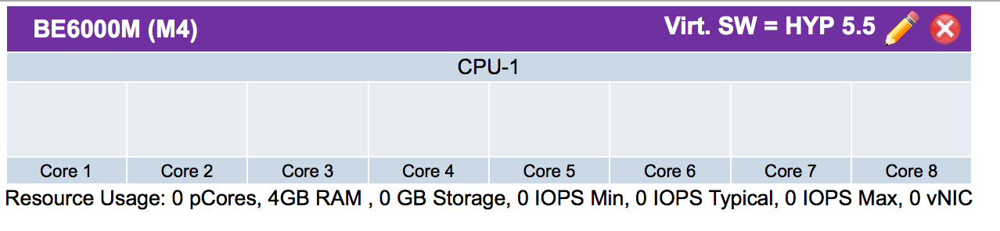 BE6000M (M4) Virt. SW = HYP 5.5
CPU-1
Core 1 Core 2 Core 3 Core 4 Core 5 Core 6 Core 7 Core 8
Resource Usage: 0 pCores, 4GB RAM , 0 GB Storage, 0 IOPS Min, 0 IOPS Typical, 0 IOPS Max, 0 vNIC